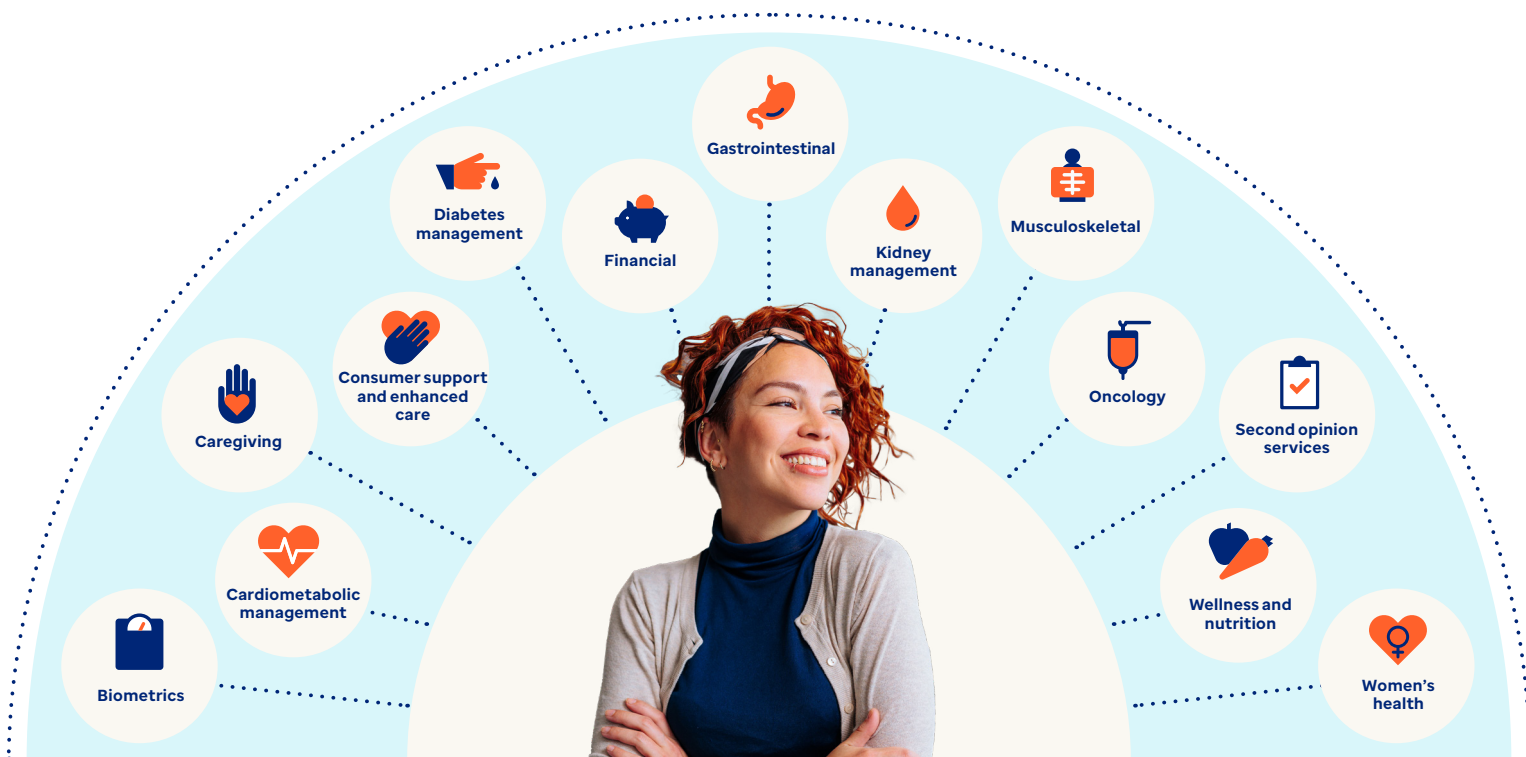 Gastrointestinal
Diabetes
management
Financial
Kidney
management
Musculoskeletal
Consumer support
and enhanced
care
Caregiving
Oncology
Second opinion
services
Cardiometabolic
management
Wellness and
nutrition
Biometrics
Women’s
health